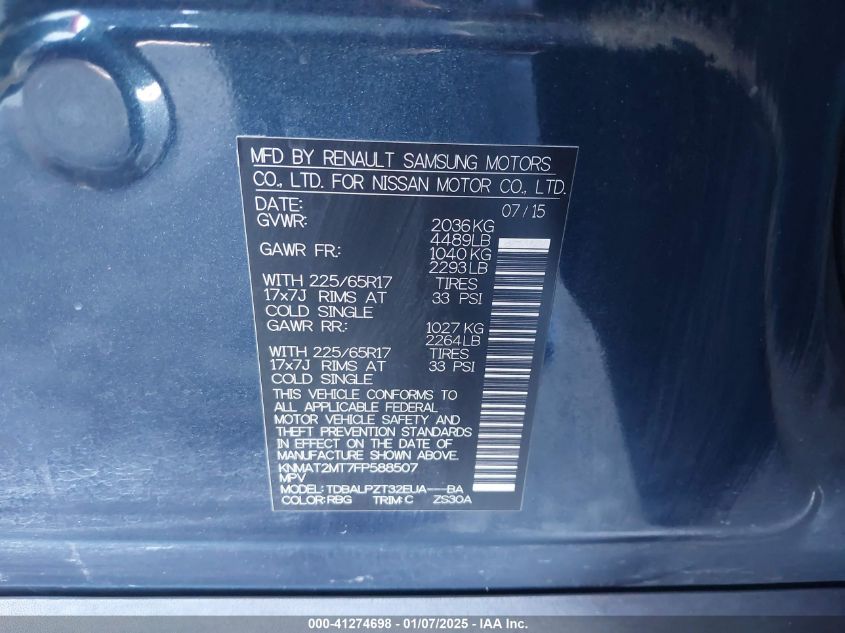 MFD BY RENAULT SAMSUNG MOTORS
CO., LTD. FOR NISSAN MOTOR CO., LTD.
DATE: 07/15
GVWR: 2036KG
4489LB
GAWR FR.: 1040KG
2293LB
WITH 225/65R17 TIRES
17x7J RIMS AT 33 PSI
COLD SINGLE
GAWR RR.: 1027KG
2264LB
WITH 225/65R17 TIRES
17x7J RIMS AT 33 PSI
COLD SINGLE
THIS VEHICLE CONFORMS TO
ALL APPLICABLE FEDERAL
MOTOR VEHICLE SAFETY AND
THEFT PREVENTION STANDARDS
IN EFFECT ON THE DATE OF
MANUFACTURE SHOWN ABOVE.
KNMAT2MT7FP588507
MPV
MODEL: TDBALPZT32EUA---BA
COLOR:RBG TRIM: C ZS30A
000-41274698 - 01/07/2025 - IAA Inc.